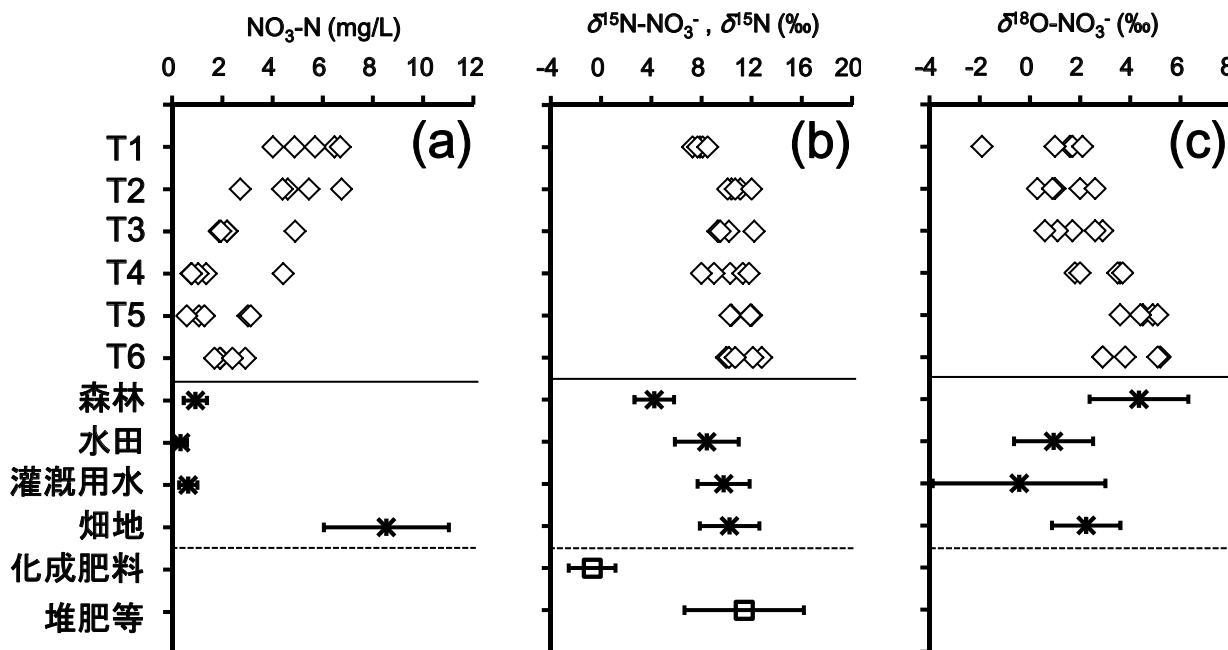 NO₃-N (mg/L)
δ¹⁵N-NO₃⁻ , δ¹⁵N (‰)
δ¹⁸O-NO₃⁻ (‰)
0 2 4 6 8 10 12
-4 0 4 8 12 16 20
-4 -2 0 2 4 6 8
(a)
(b)
(c)
T1
T2
T3
T4
T5
T6
森林
水田
灌漑用水
畑地
化成肥料
堆肥等